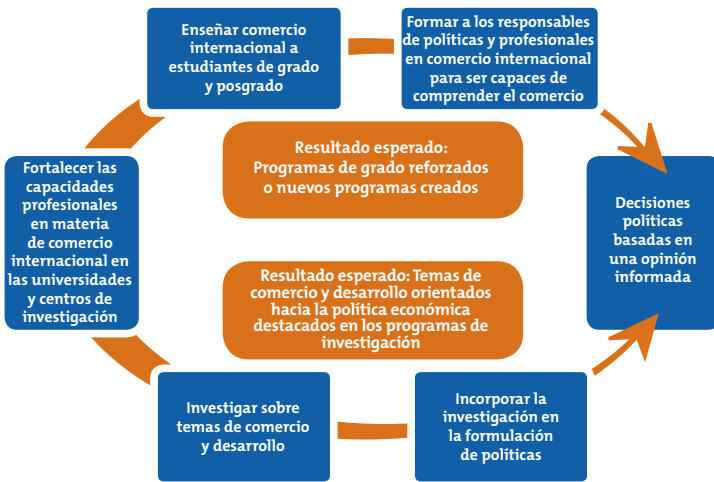 Enseñar comercio
internacional a
estudiantes de grado
y posgrado
Formar a los responsables
de políticas y profesionales
en comercio internacional
para ser capaces de
comprender el comercio
Resultado esperado:
Programas de grado reforzados
o nuevos programas creados
Fortalecer las
capacidades
profesionales
en materia
de comercio
internacional en
las universidades
y centros de
investigación
Decisiones
políticas
basadas en
una opinión
informada
Resultado esperado: Temas de
comercio y desarrollo orientados
hacia la política económica
destacados en los programas de
investigación
Investigar sobre
temas de comercio
y desarrollo
Incorporar la
investigación en
la formulación
de políticas